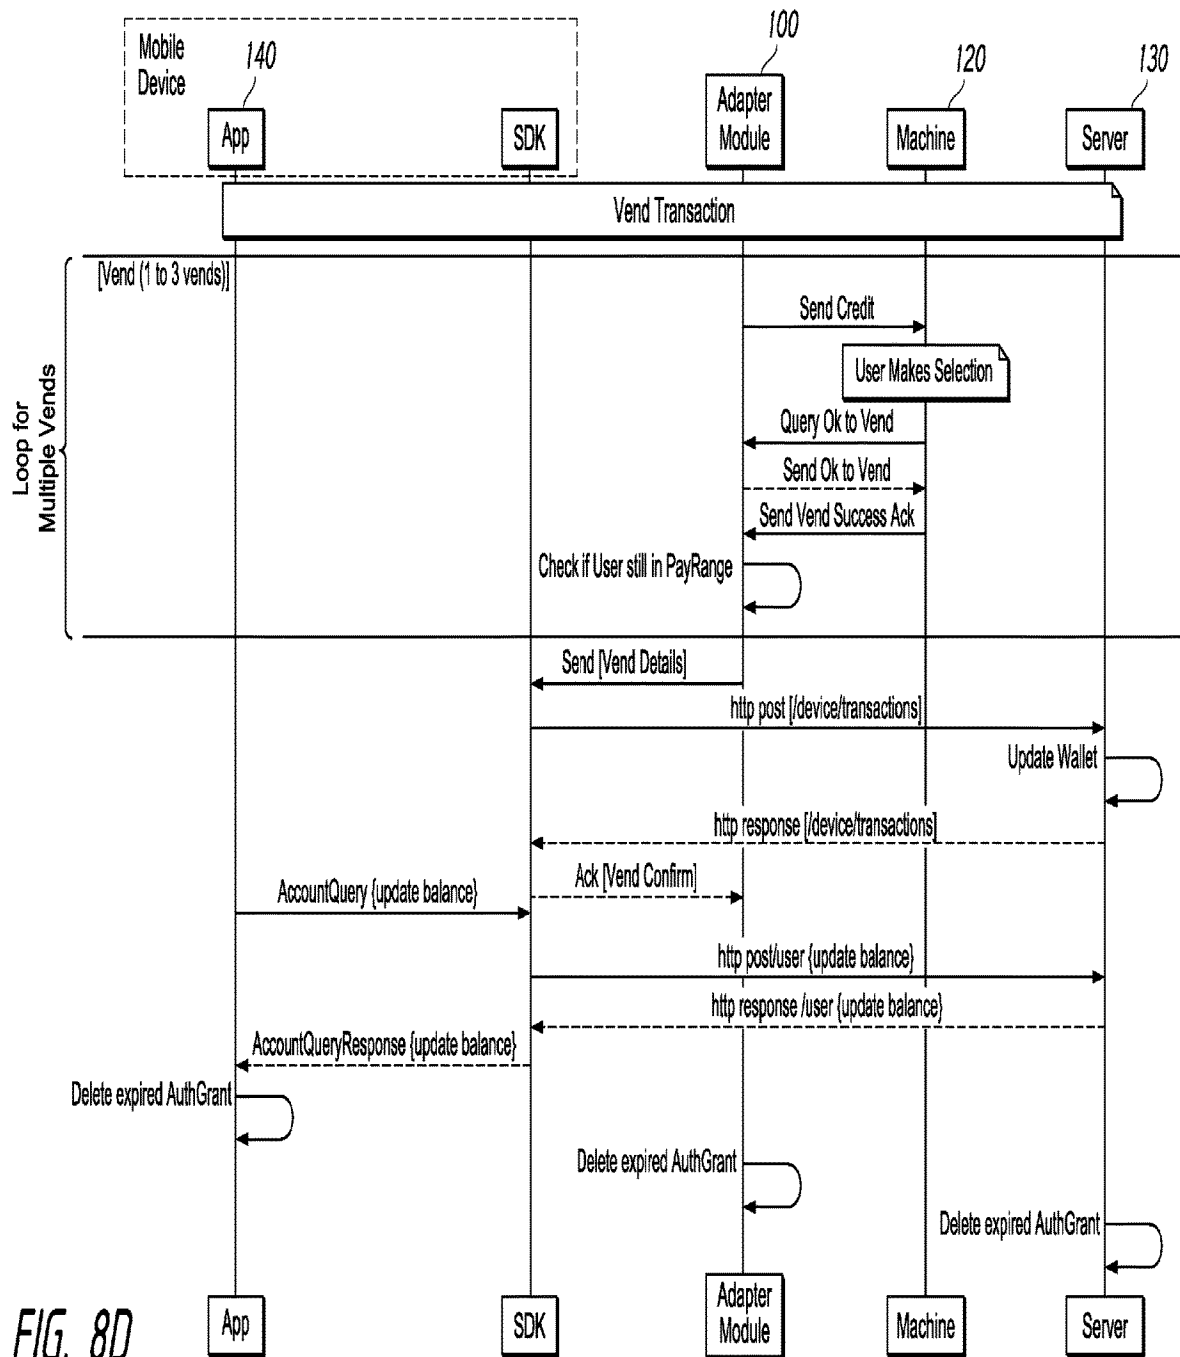 Mobile
Device
140
100
120
130
App
SDK
Adapter
Module
Machine
Server
Vend Transaction
[Vend (1 to 3 vends)]
Loop for
Multiple Vends
Send Credit
User Makes Selection
Query Ok to Vend
Send Ok to Vend
Send Vend Success Ack
Check if User still in PayRange
Send [Vend Details]
http post [/device/transactions]
Update Wallet
http response [/device/transactions]
Ack [Vend Confirm]
AccountQuery {update balance}
http post/user {update balance}
http response /user {update balance}
AccountQueryResponse {update balance}
Delete expired AuthGrant
Delete expired AuthGrant
Delete expired AuthGrant
App
SDK
Adapter
Module
Machine
Server
FIG. 8D